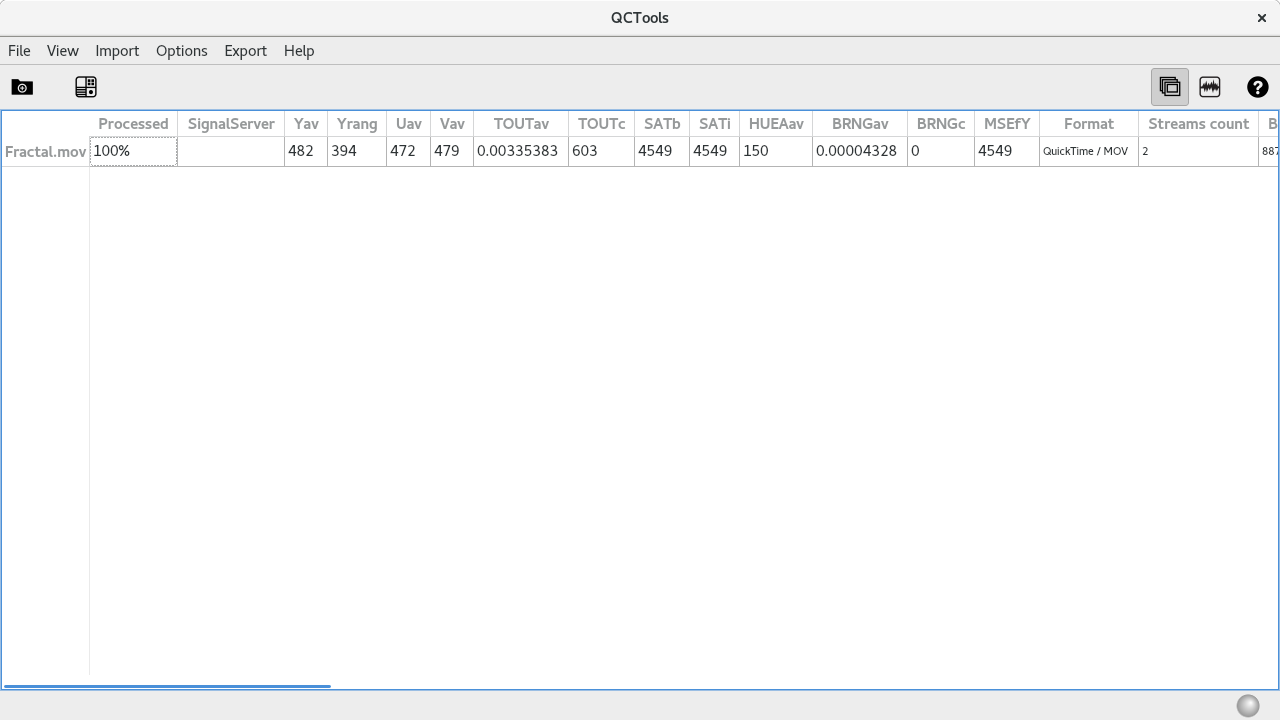 QCTools
File View Import Options Export Help
Processed SignalServer Yav Yrang Uav Vav TOUTav TOUTc SATb SATi HUEAav BRNGav BRNGc MSEfY Format Streams count B
Fractal.mov 100% 482 394 472 479 0.00335383 603 4549 4549 150 0.00004328 0 4549 QuickTime / MOV 2 887